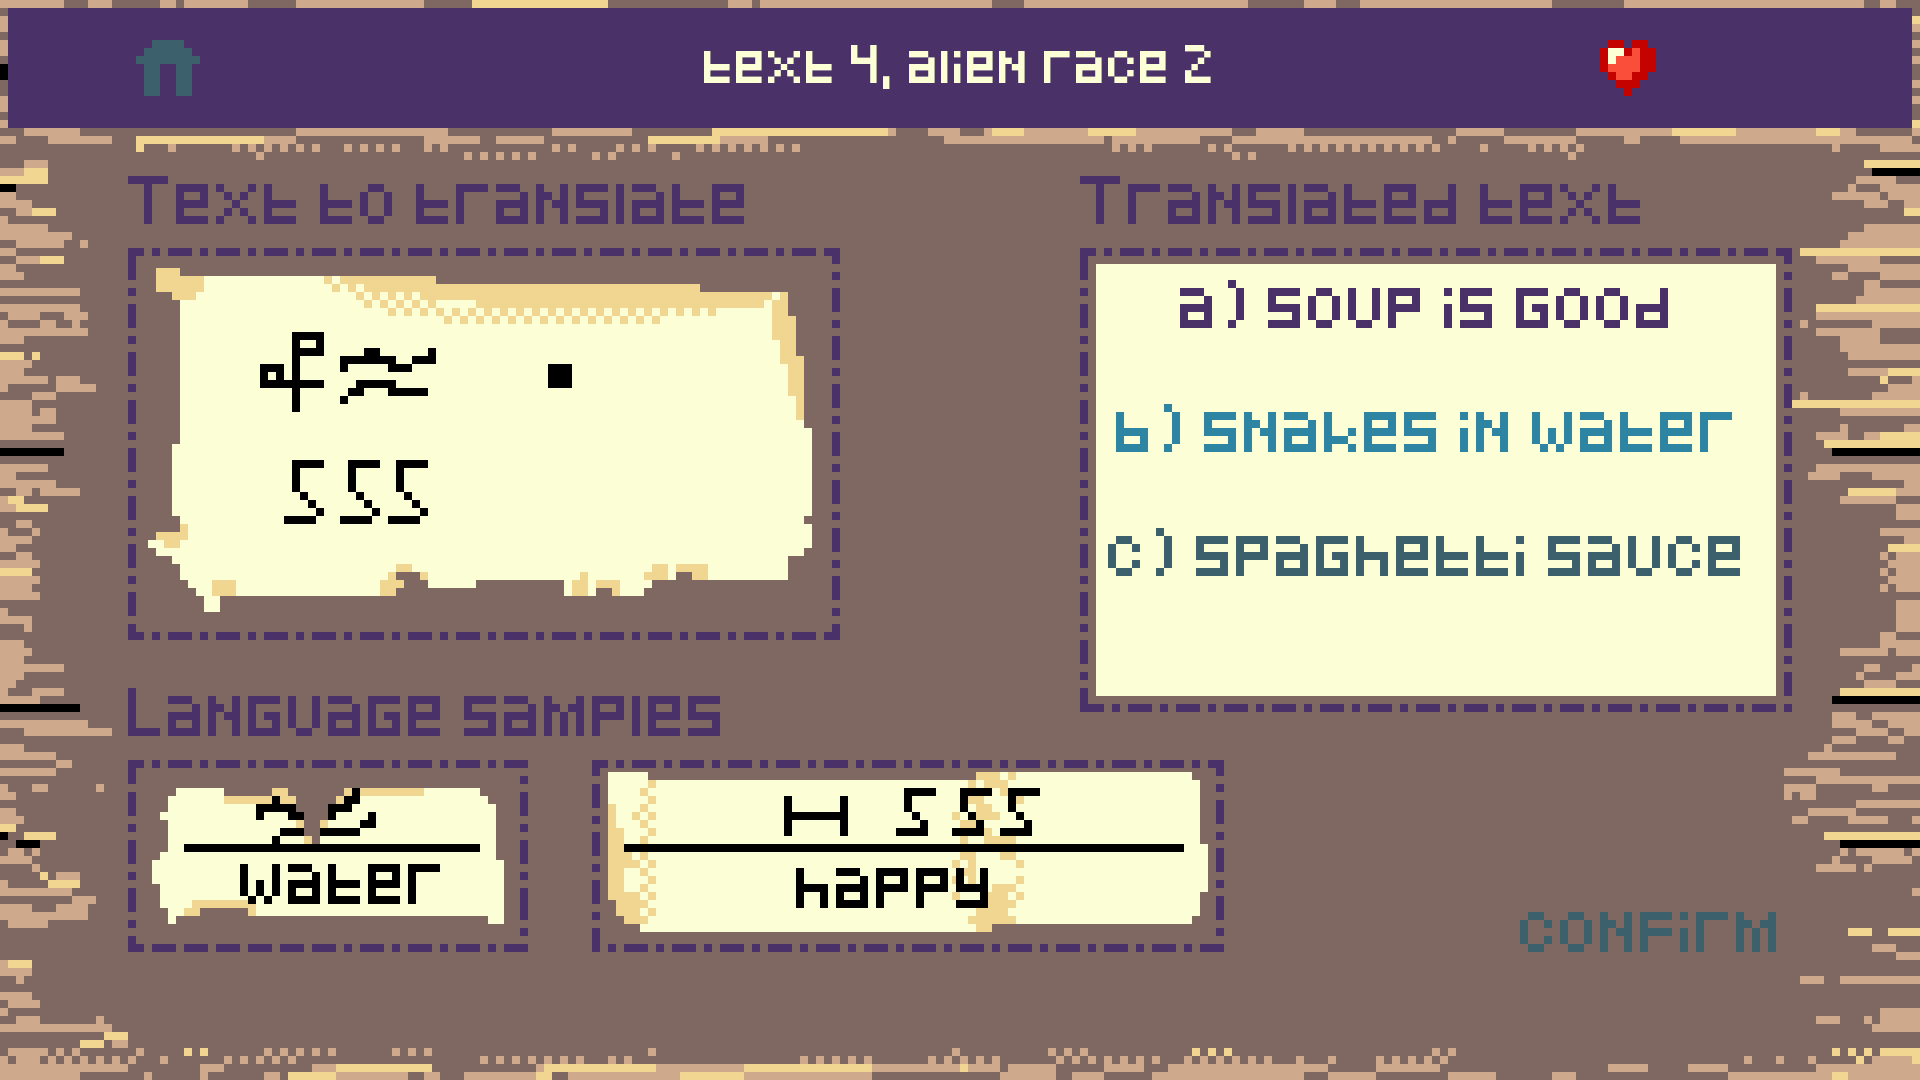 text 4, alien race 2
Text to translate
Translated text
a) soup is good
b) snakes in water
c) spaghetti sauce
Language samples
water
happy
confirm